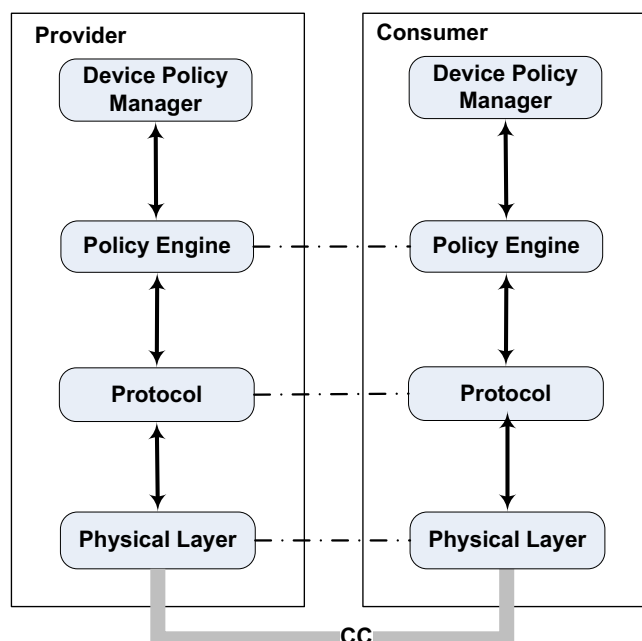 Provider
Device Policy
Manager
Policy Engine
Protocol
Physical Layer
Consumer
Device Policy
Manager
Policy Engine
Protocol
Physical Layer
CC